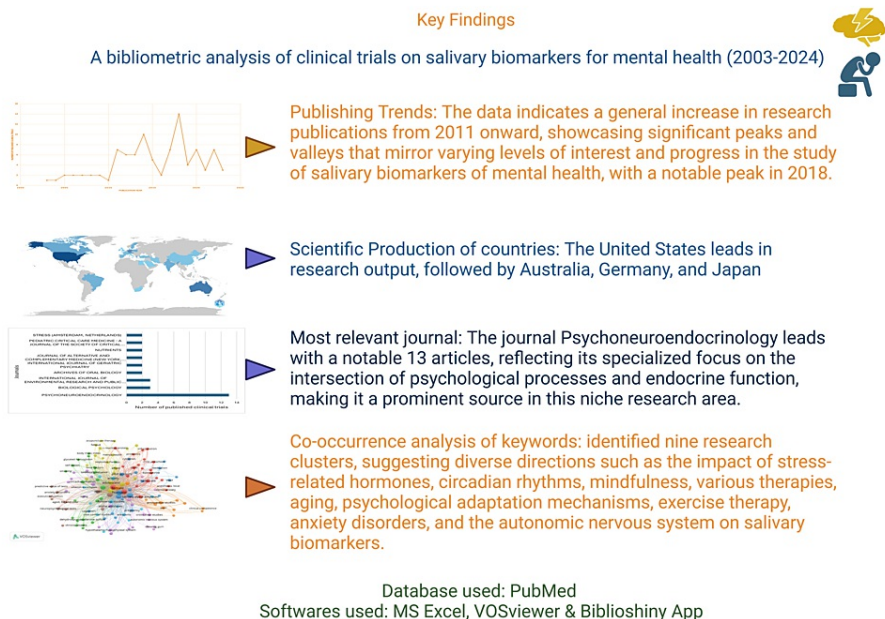 Key Findings
A bibliometric analysis of clinical trials on salivary biomarkers for mental health (2003-2024)
Publishing Trends: The data indicates a general increase in research
publications from 2011 onward, showcasing significant peaks and
valleys that mirror varying levels of interest and progress in the study
of salivary biomarkers of mental health, with a notable peak in 2018.
Scientific Production of countries: The United States leads in
research output, followed by Australia, Germany, and Japan
STRESS (AMSTERDAM, NETHERLANDS)
PEDIATRIC CRITICAL CARE MEDICINE : A
JOURNAL OF THE SOCIETY OF CRITICAL...
NUTRIENTS
JOURNAL OF ALTERNATIVE AND
COMPLEMENTARY MEDICINE (NEW YORK,...
INTERNATIONAL JOURNAL OF GERIATRIC
PSYCHIATRY
ARCHIVES OF ORAL BIOLOGY
INTERNATIONAL JOURNAL OF
ENVIRONMENTAL RESEARCH AND PUBLIC...
BIOLOGICAL PSYCHOLOGY
PSYCHONEUROENDOCRINOLOGY
0 2 4 6 8 10 12 14
Number of published clinical trials
Most relevant journal: The journal Psychoneuroendocrinology leads
with a notable 13 articles, reflecting its specialized focus on the
intersection of psychological processes and endocrine function,
making it a prominent source in this niche research area.
Co-occurrence analysis of keywords: identified nine research
clusters, suggesting diverse directions such as the impact of stress-
related hormones, circadian rhythms, mindfulness, various therapies,
aging, psychological adaptation mechanisms, exercise therapy,
anxiety disorders, and the autonomic nervous system on salivary
biomarkers.
VOSviewer
Database used: PubMed
Softwares used: MS Excel, VOSviewer & Biblioshiny App